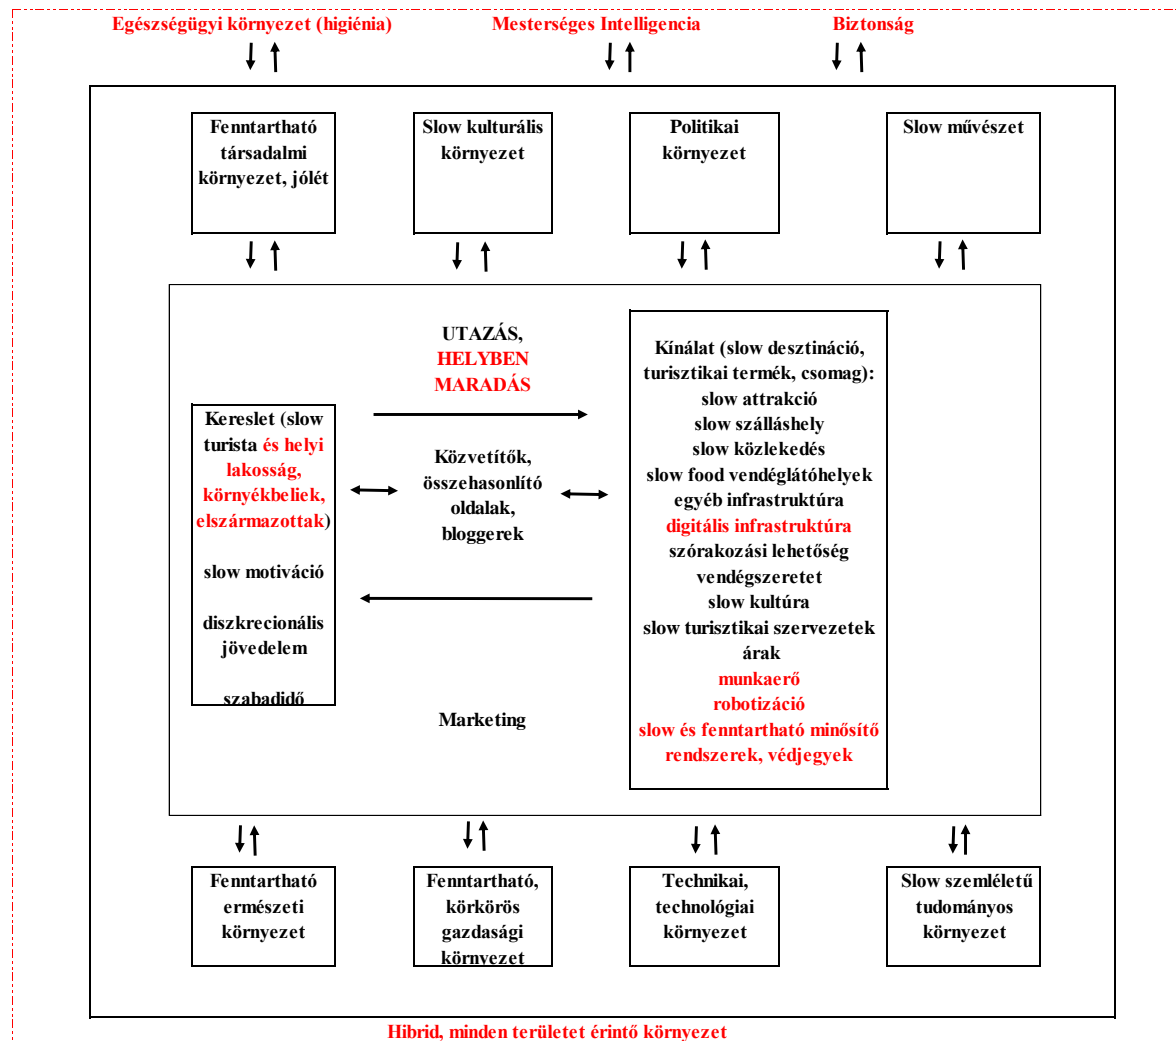 Egészségügyi környezet (higiénia)
Mesterséges Intelligencia
Biztonság
Fenntartható
társadalmi
környezet, jólét
Slow kulturális
környezet
Politikai
környezet
Slow művészet
UTAZÁS,
HELYBEN
MARADÁS
Kereslet (slow
turista és helyi
lakosság,
környékbeliek,
elszármazottak)
slow motiváció
diszkrecionális
jövedelem
szabadidő
Közvetítők,
összehasonlító
oldalak,
bloggerek
Marketing
Kínálat (slow desztináció,
turisztikai termék, csomag):
slow attrakció
slow szálláshely
slow közlekedés
slow food vendéglátóhelyek
egyéb infrastruktúra
digitális infrastruktúra
szórakozási lehetőség
vendégszeretet
slow kultúra
slow turisztikai szervezetek
árak
munkaerő
robotizáció
slow és fenntartható minősítő
rendszerek, védjegyek
Fenntartható
ermészeti
környezet
Fenntartható,
körkörös
gazdasági
környezet
Technikai,
technológiai
környezet
Slow szemléletű
tudományos
környezet
Hibrid, minden területet érintő környezet